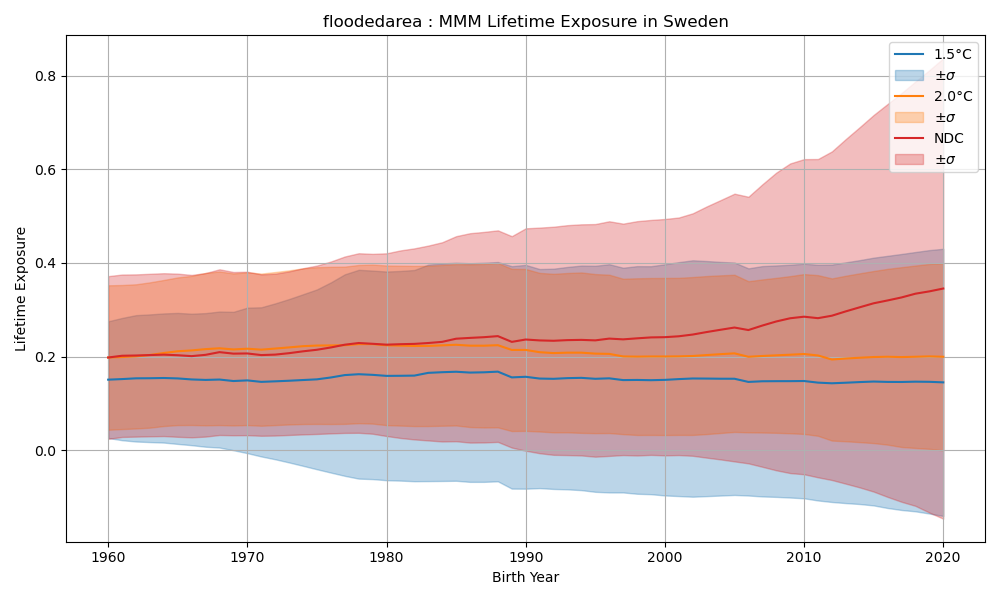 floodedarea : MMM Lifetime Exposure in Sweden
1.5°C
±σ
2.0°C
±σ
NDC
±σ
Lifetime Exposure
0.8
0.6
0.4
0.2
0.0
1960 1970 1980 1990 2000 2010 2020
Birth Year